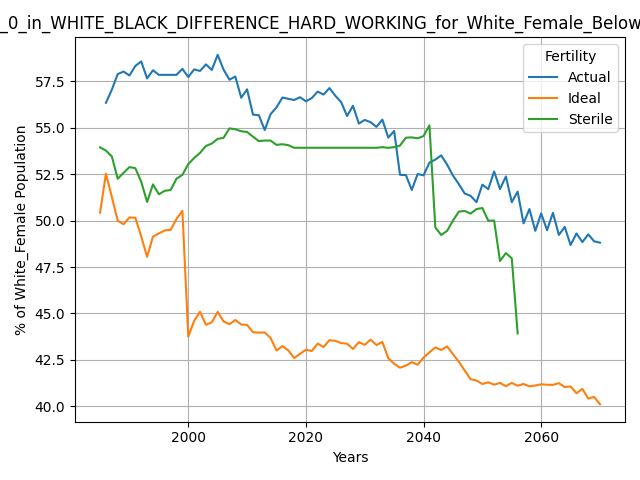 _0_in_WHITE_BLACK_DIFFERENCE_HARD_WORKING_for_White_Female_Below
Fertility
Actual
Ideal
Sterile
% of White_Female Population
57.5
55.0
52.5
50.0
47.5
45.0
42.5
40.0
2000 2020 2040 2060
Years